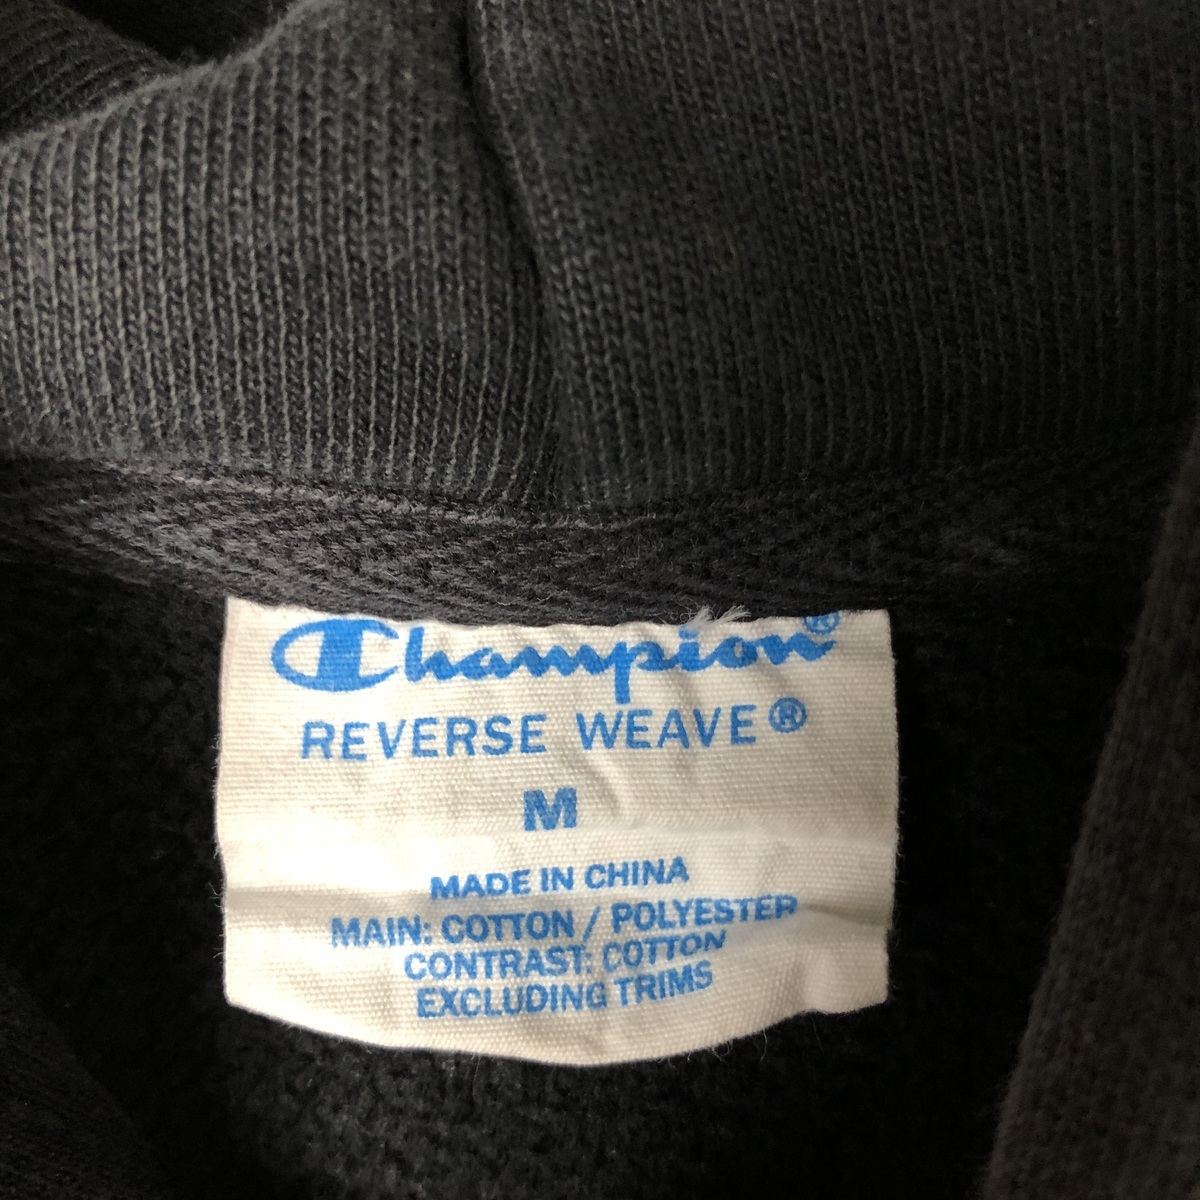 Champion®
REVERSE WEAVE®
M
MADE IN CHINA
MAIN: COTTON / POLYESTER
CONTRAST: COTTON
EXCLUDING TRIMS